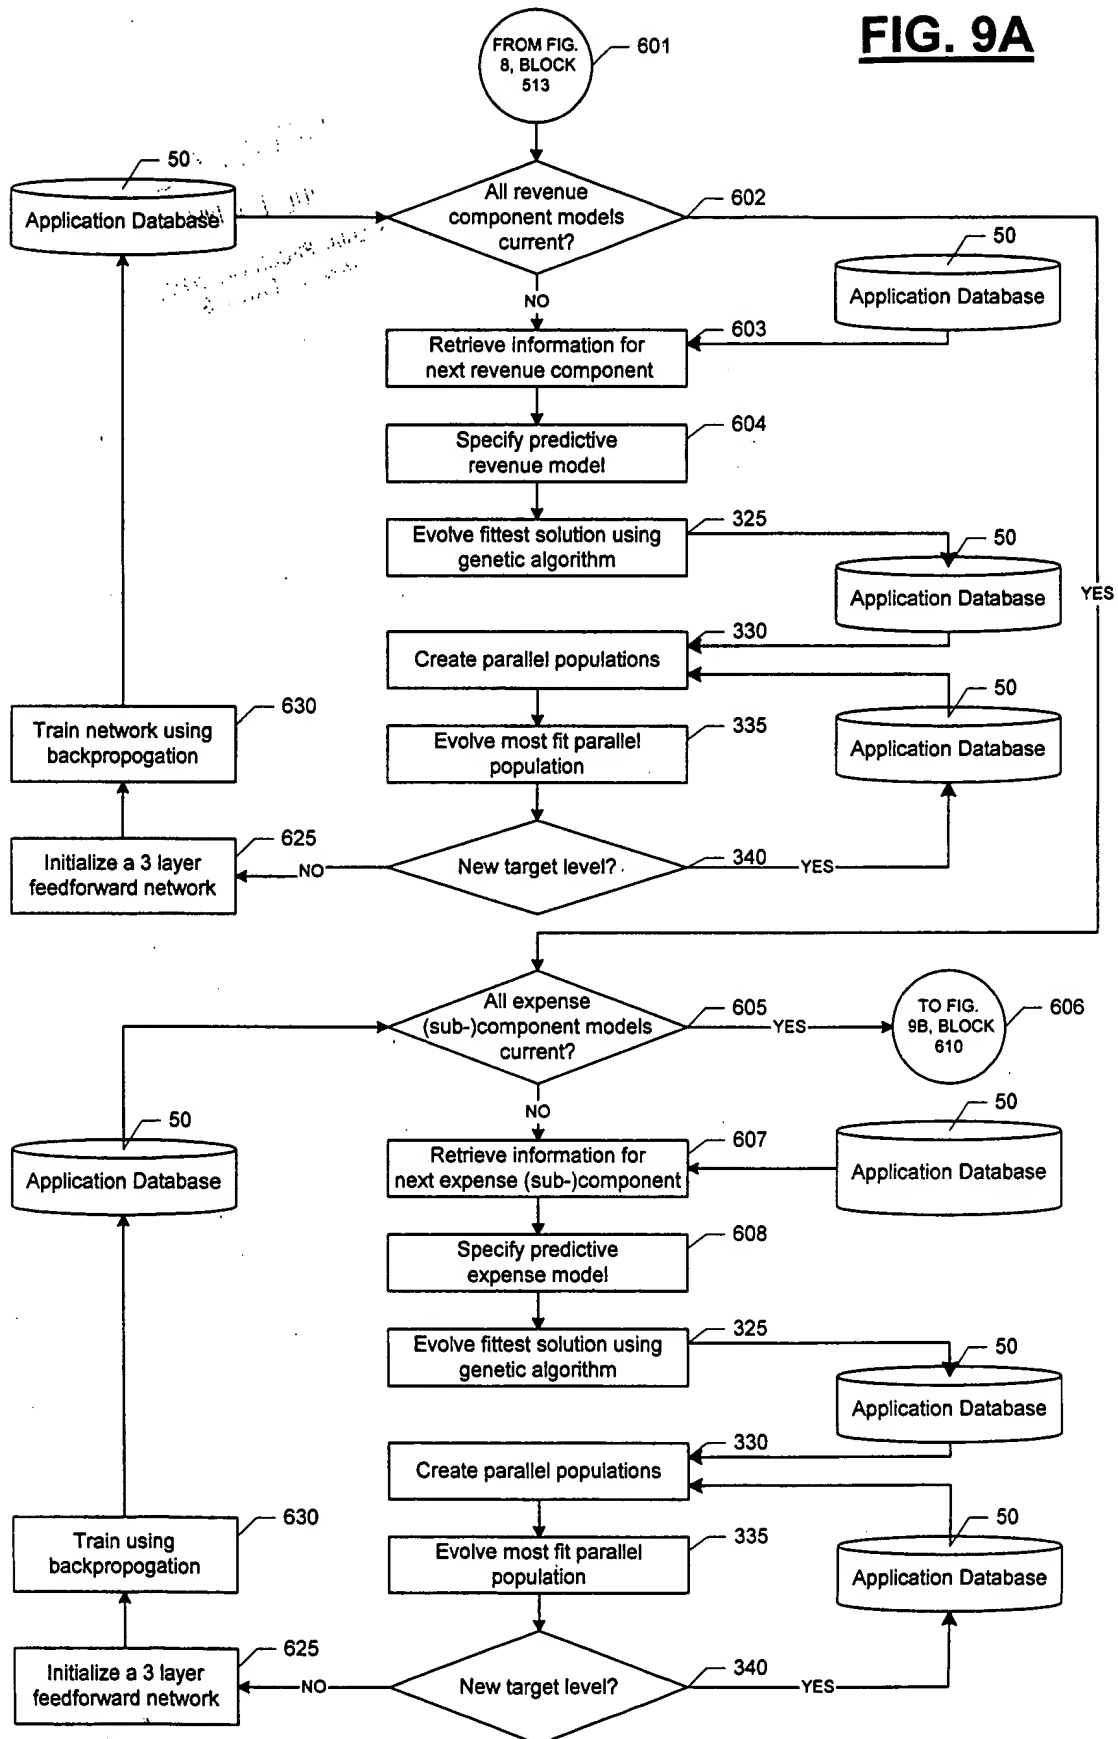 FIG. 9A
FROM FIG.
8, BLOCK
513
601
50
Application Database
All revenue
component models
current?
602
50
Application Database
NO
YES
603
Retrieve information for
next revenue component
604
Specify predictive
revenue model
325
Evolve fittest solution using
genetic algorithm
50
Application Database
330
Create parallel populations
50
Application Database
630
Train network using
backpropogation
335
Evolve most fit parallel
population
625
Initialize a 3 layer
feedforward network
NO
New target level?
340
YES
All expense
(sub-)component models
current?
605
YES
TO FIG.
9B, BLOCK
610
606
NO
50
Application Database
607
Retrieve information for
next expense (sub-)component
50
Application Database
608
Specify predictive
expense model
325
Evolve fittest solution using
genetic algorithm
50
Application Database
330
Create parallel populations
50
Application Database
630
Train using
backpropogation
335
Evolve most fit parallel
population
625
Initialize a 3 layer
feedforward network
NO
New target level?
340
YES